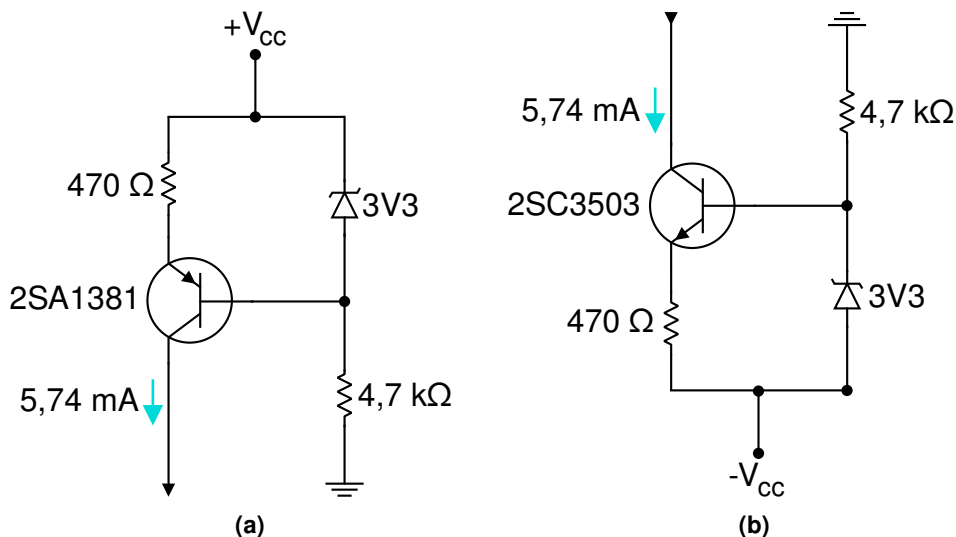 +Vcc
470 Ω
3V3
2SA1381
5,74 mA
4,7 kΩ
(a)
5,74 mA
4,7 kΩ
2SC3503
3V3
470 Ω
-Vcc
(b)